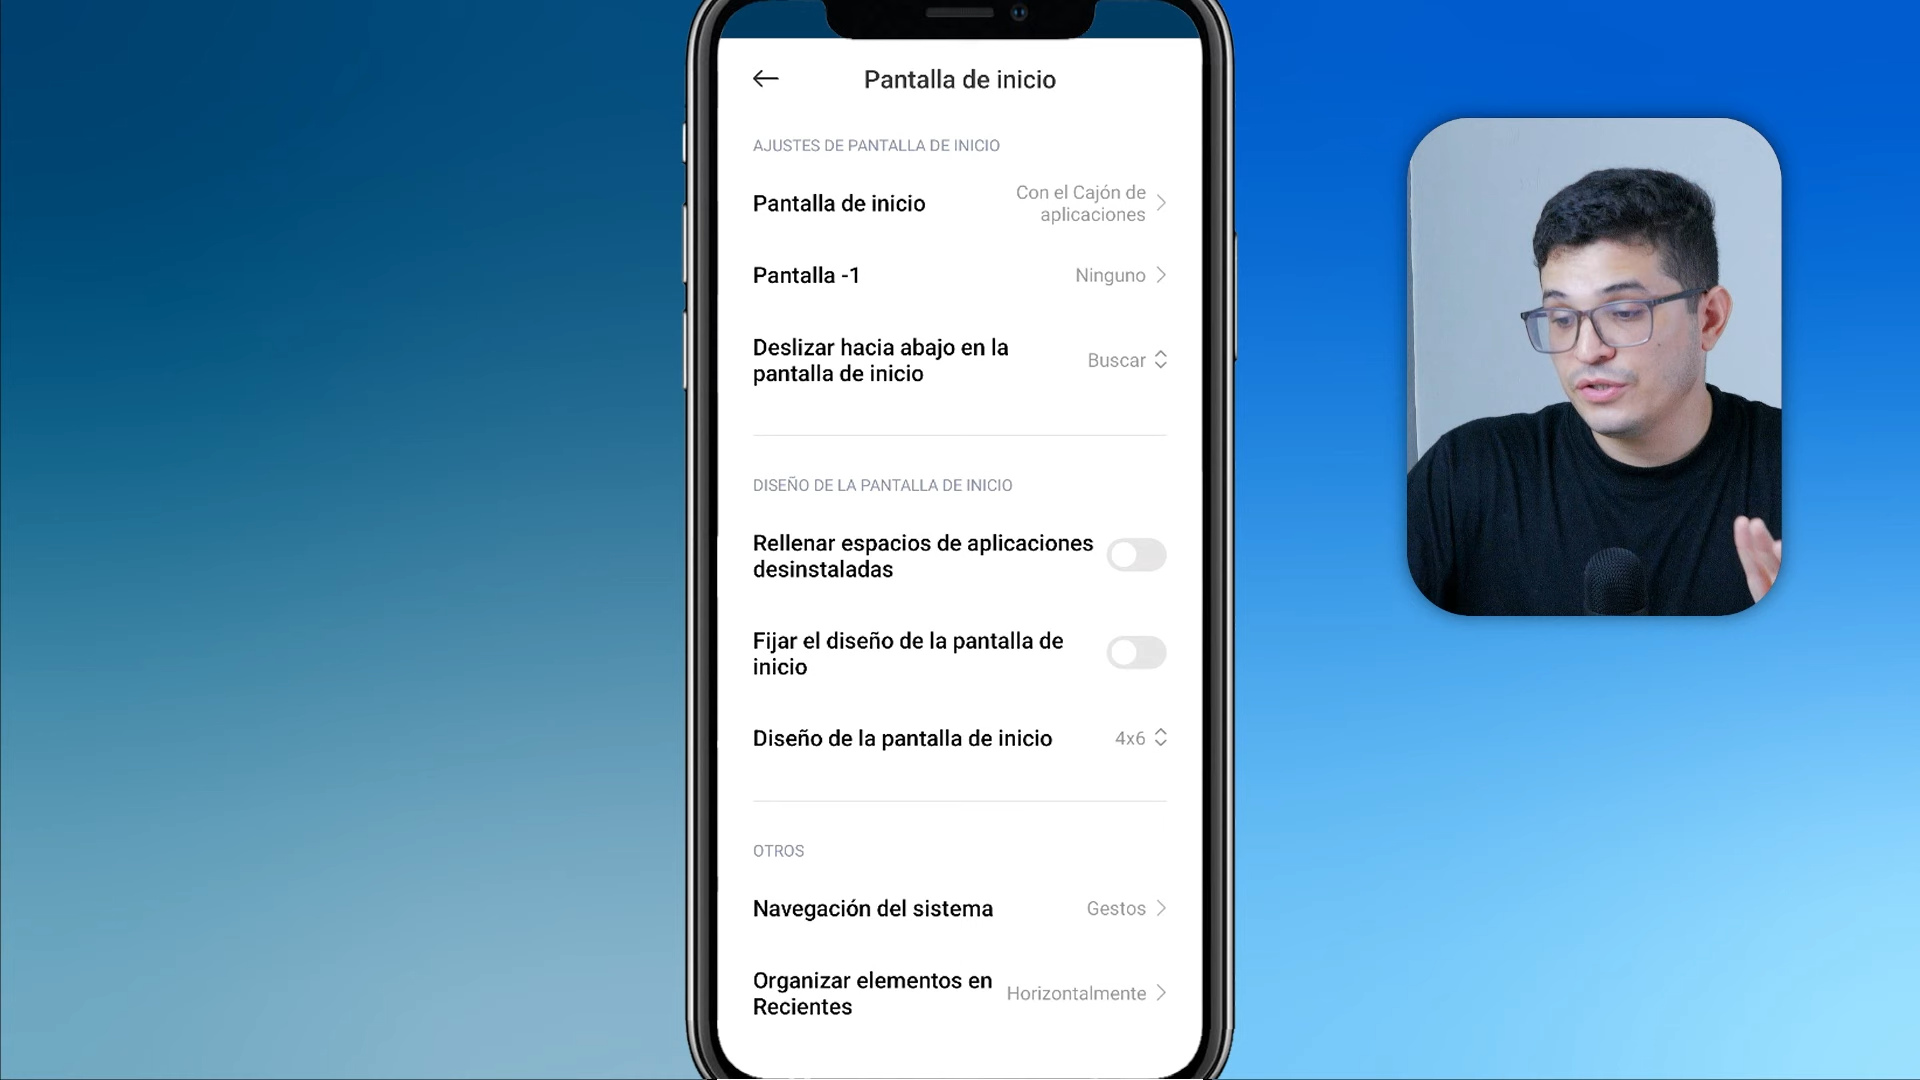 Pantalla de inicio
AJUSTES DE PANTALLA DE INICIO
Pantalla de inicio
Con el Cajón de
aplicaciones
Pantalla -1
Ninguno
Deslizar hacia abajo en la
pantalla de inicio
Buscar
DISEÑO DE LA PANTALLA DE INICIO
Rellenar espacios de aplicaciones
desinstaladas
Fijar el diseño de la pantalla de
inicio
Diseño de la pantalla de inicio
4x6
OTROS
Navegación del sistema
Gestos
Organizar elementos en
Recientes
Horizontalmente